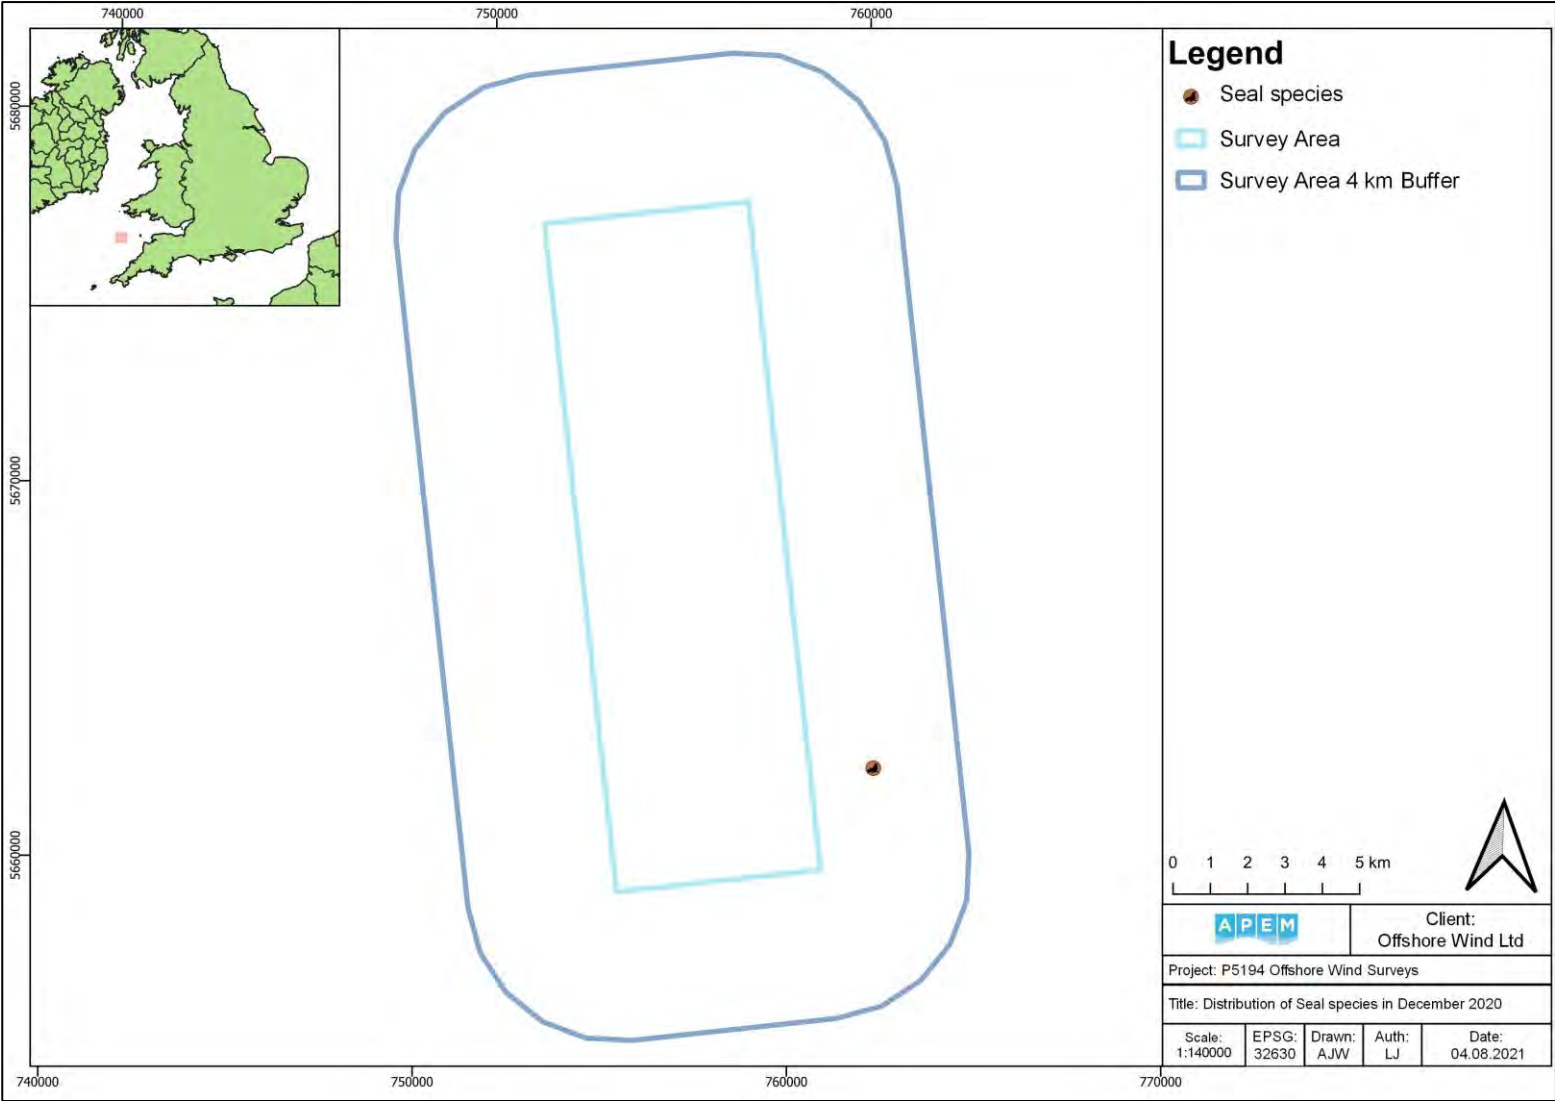 740000 750000 760000
5680000
5670000
5660000
Legend
Seal species
Survey Area
Survey Area 4 km Buffer
0 1 2 3 4 5 km
APEM
Client:
Offshore Wind Ltd
Project: P5194 Offshore Wind Surveys
Title: Distribution of Seal species in December 2020
Scale:
1:140000
EPSG:
32630
Drawn:
AJW
Auth:
LJ
Date:
04.08.2021
740000 750000 760000 770000